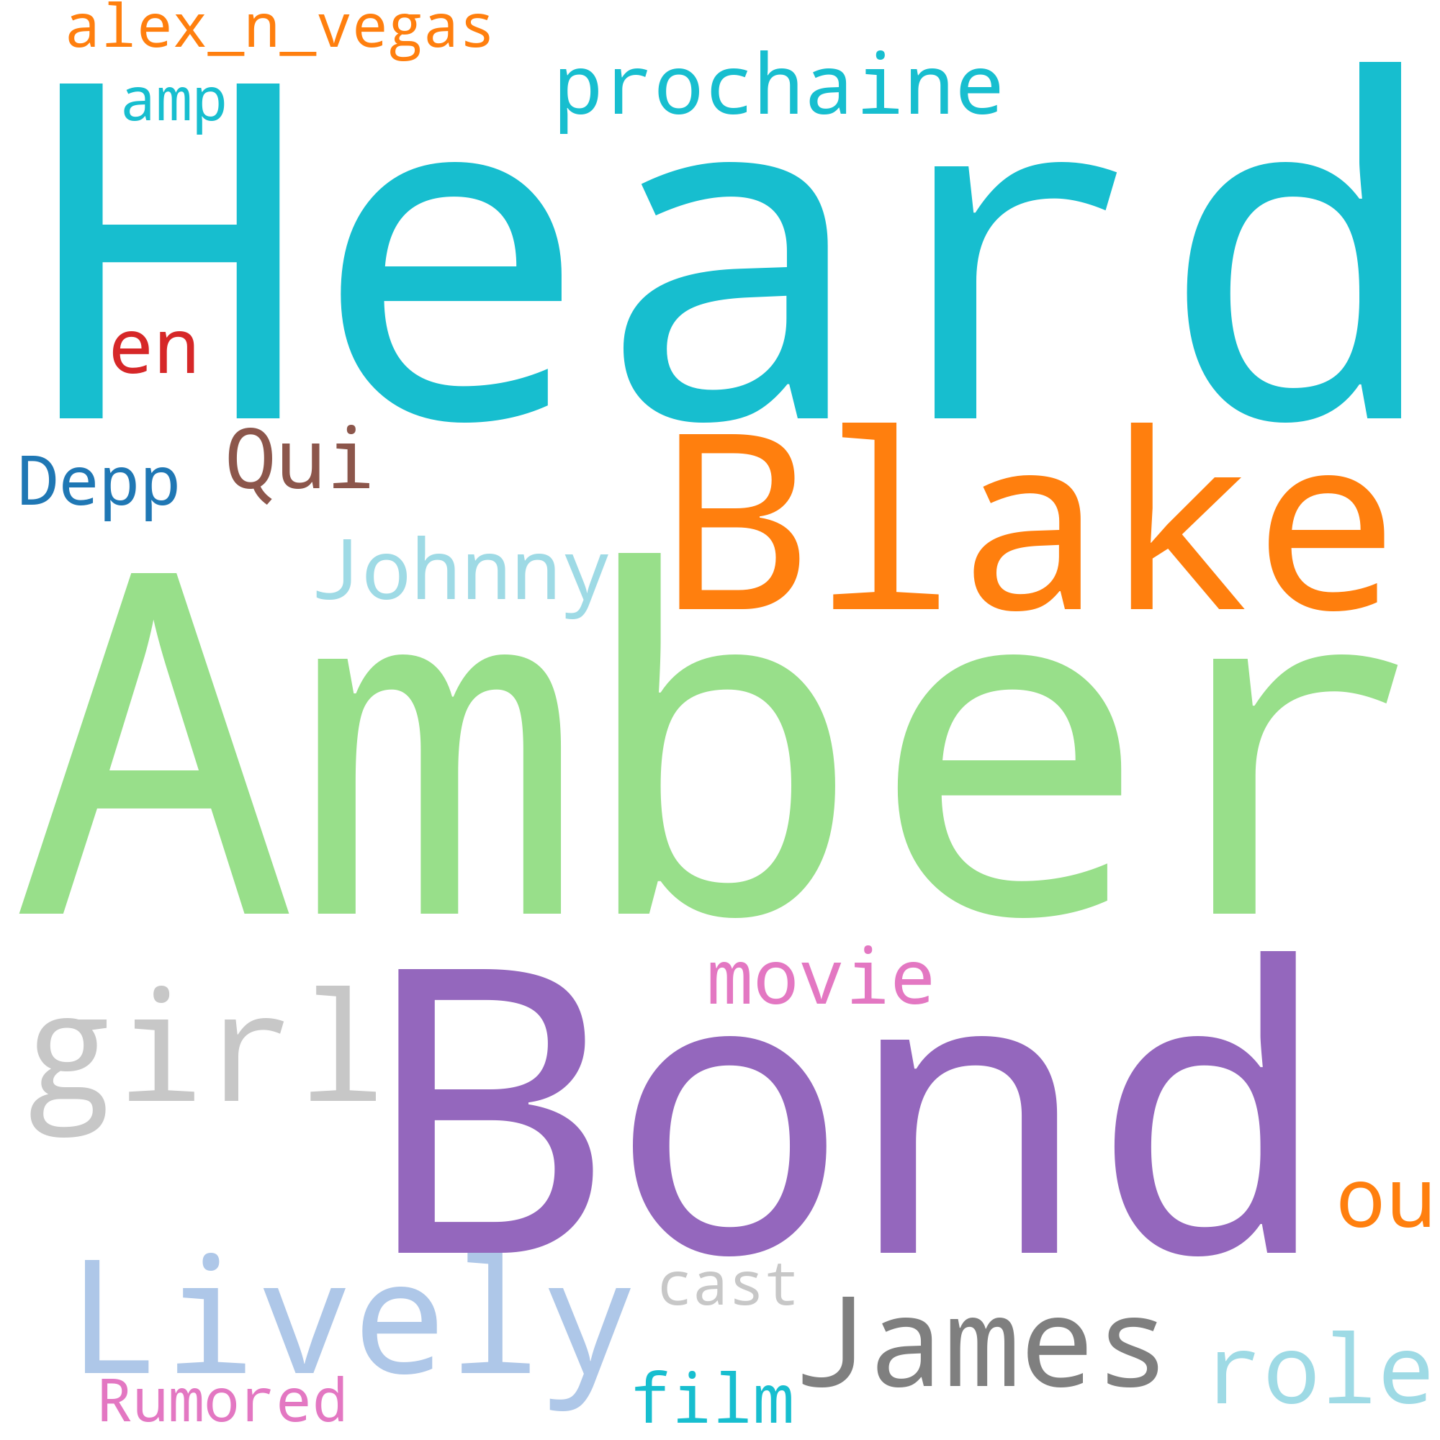 alex_n_vegas
amp
prochaine
Heard
en
Depp
Qui
Blake
Johnny
Amber
movie
girl
Bond
ou
Lively
cast
James
role
Rumored
film